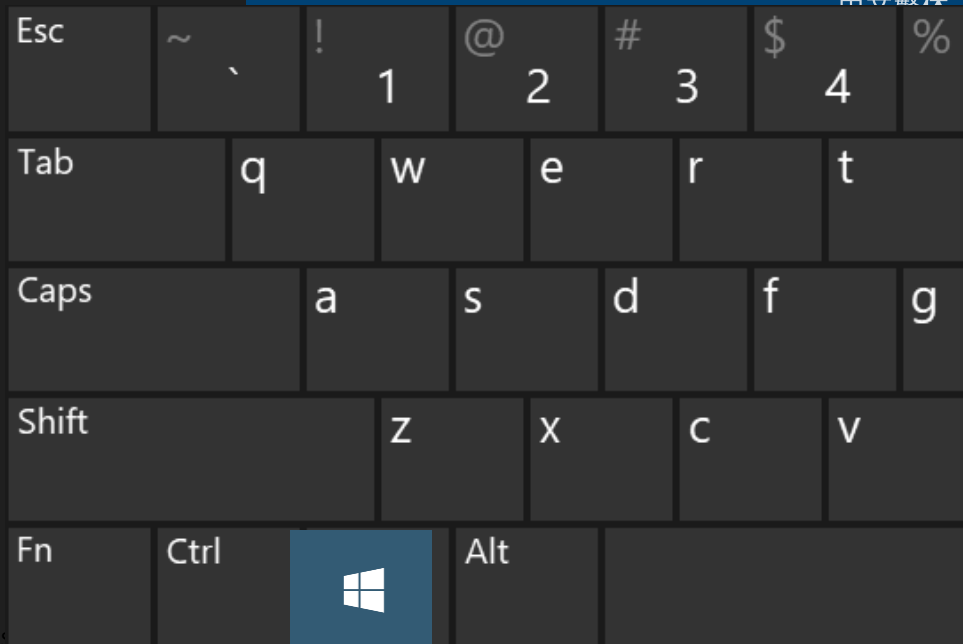 Esc ~ ` ! 1 @ 2 # 3 $ 4 %
Tab q w e r t
Caps a s d f g
Shift z x c v
Fn Ctrl Alt